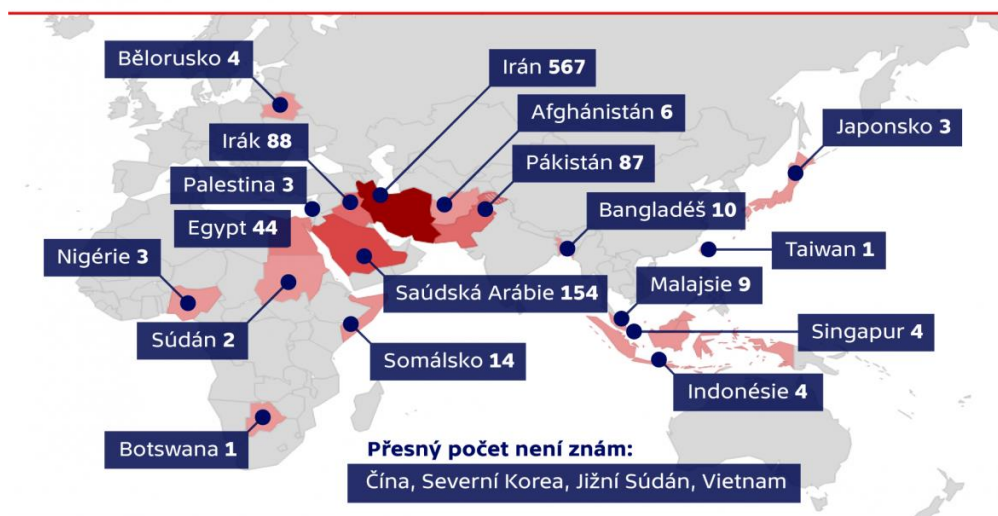 Bělorusko 4
Irán 567
Afghánistán 6
Irák 88
Japonsko 3
Pákistán 87
Palestina 3
Bangladéš 10
Egypt 44
Nigérie 3
Taiwan 1
Malajsie 9
Saúdská Arábie 154
Singapur 4
Súdán 2
Somálsko 14
Indonésie 4
Botswana 1
Přesný počet není znám:
Čína, Severní Korea, Jižní Súdán, Vietnam